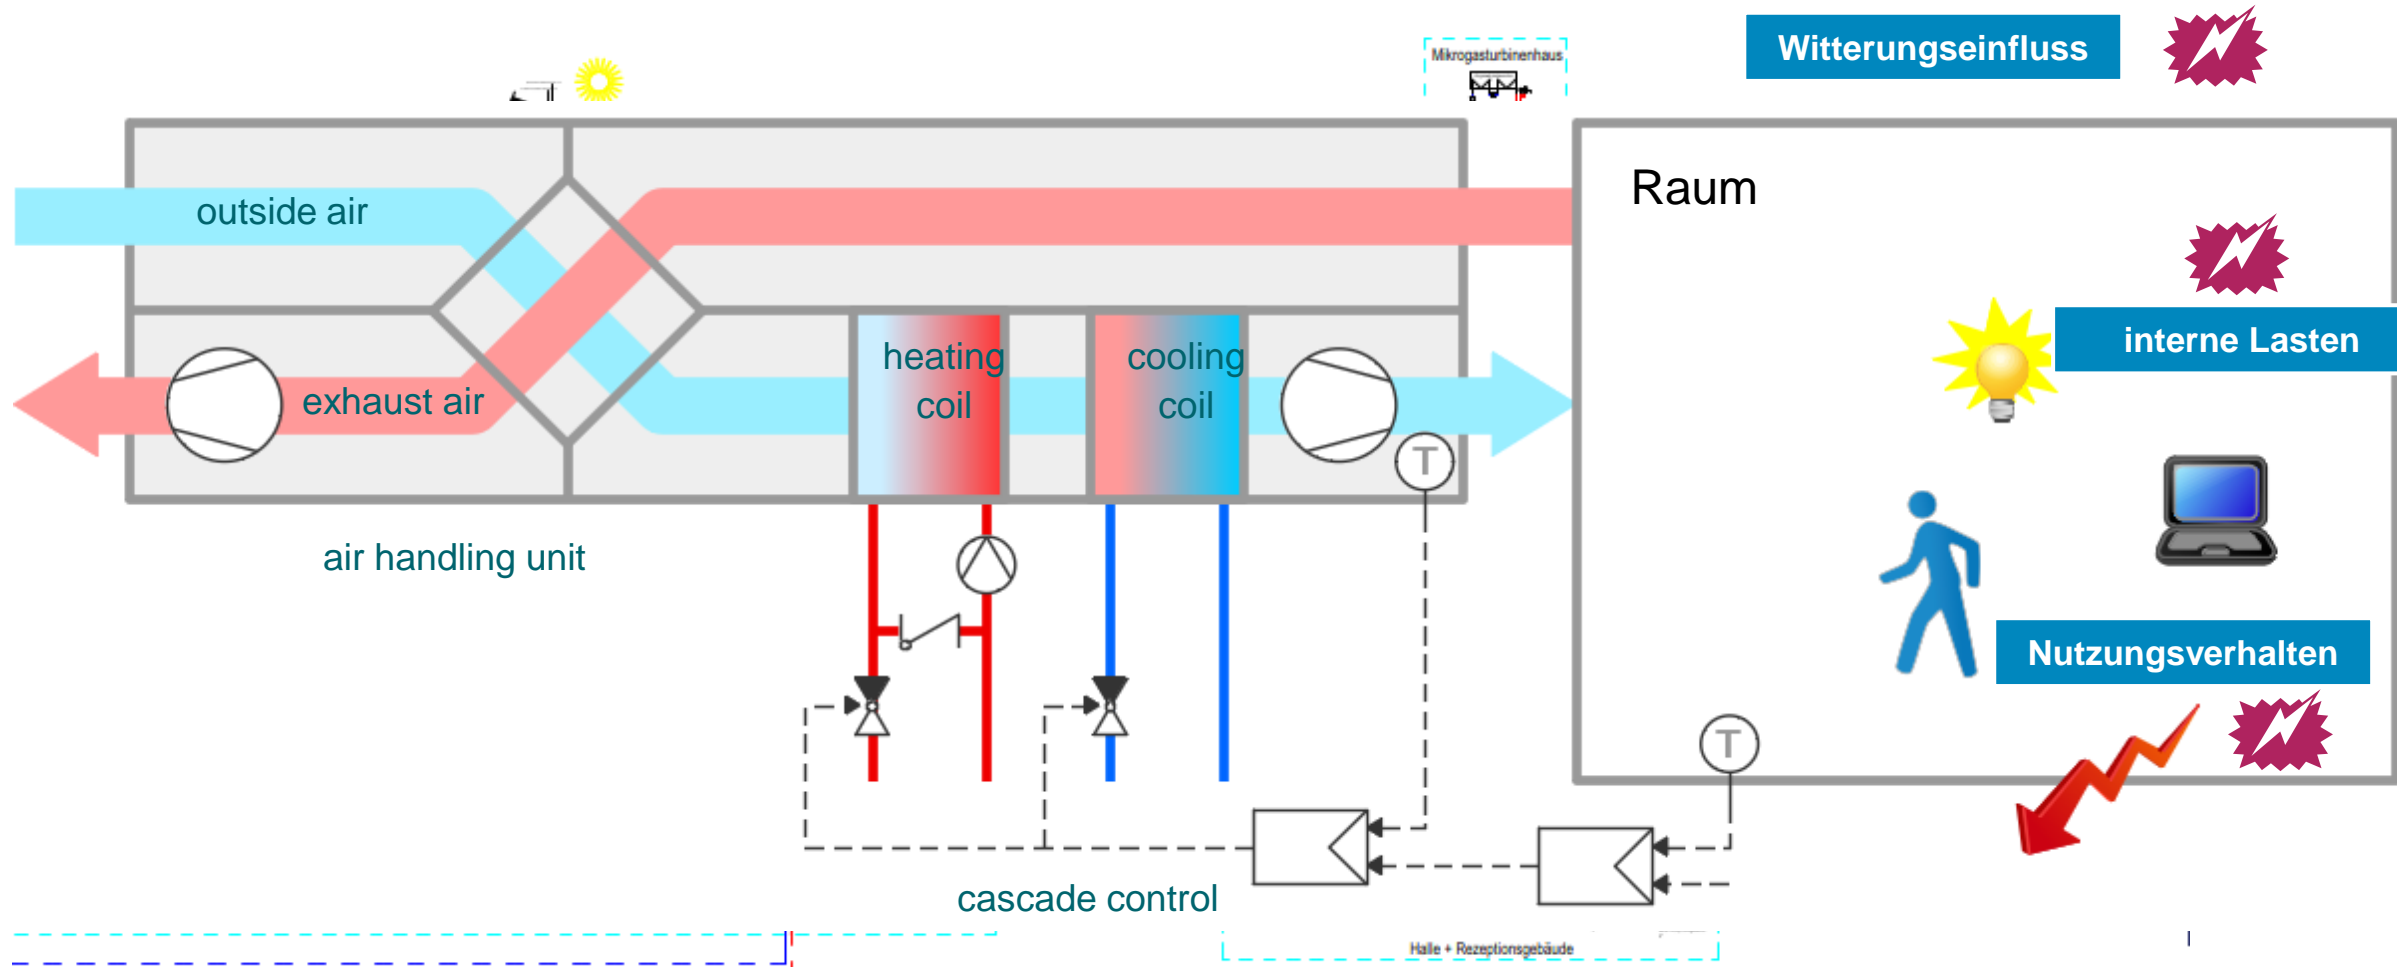 Mikrogasturbinenhaus
Witterungseinfluss
outside air
Raum
interne Lasten
heating
coil
cooling
coil
exhaust air
T
air handling unit
Nutzungsverhalten
T
cascade control
Halle + Rezeptionsgebäude